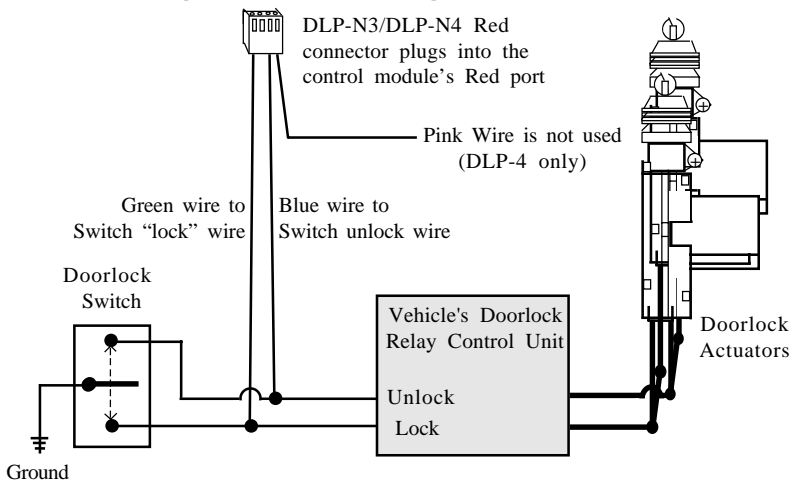 DLP-N3/DLP-N4 Red
connector plugs into the
control module's Red port
Pink Wire is not used
(DLP-4 only)
Green wire to
Switch “lock” wire
Blue wire to
Switch unlock wire
Doorlock
Switch
Vehicle's Doorlock
Relay Control Unit
Unlock
Lock
Doorlock
Actuators
Ground